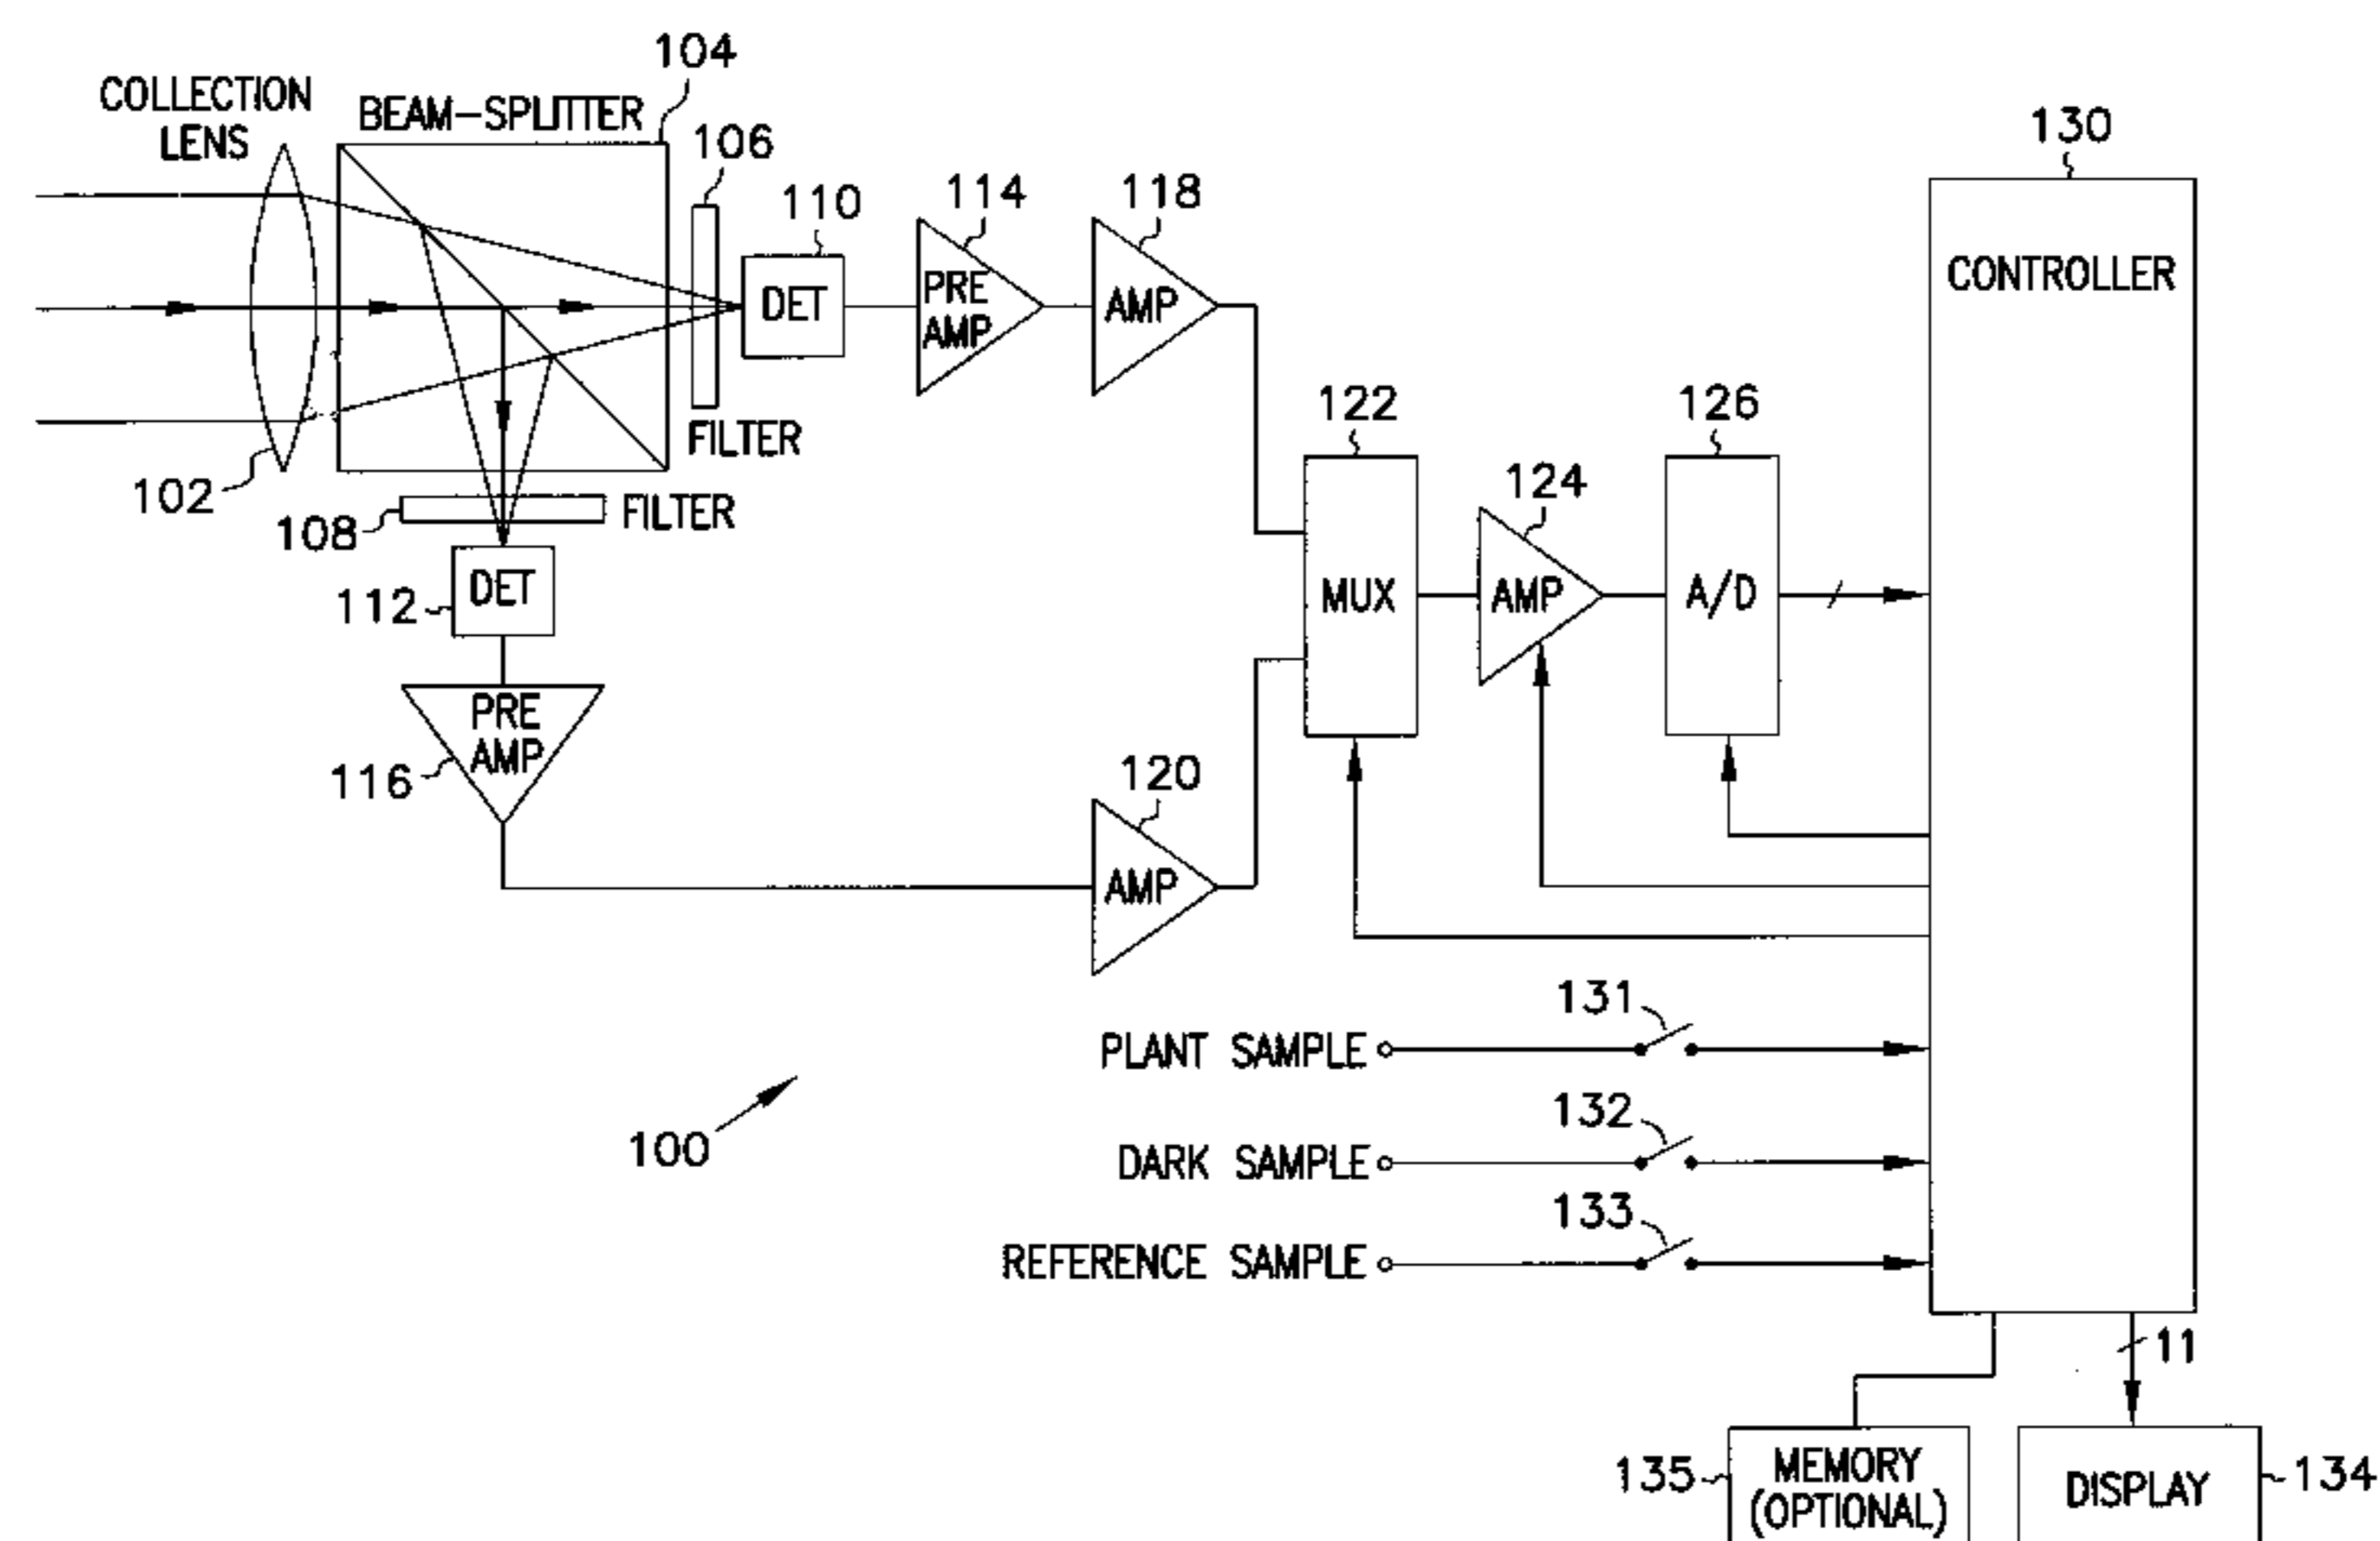 104
COLLECTION
LENS
BEAM-SPLITTER
106
130
110
114
118
CONTROLLER
DET
PRE
AMP
AMP
122
126
FILTER
102
124
108
FILTER
112
DET
MUX
AMP
A/D
PRE
AMP
116
120
AMP
131
PLANT SAMPLE
100
132
DARK SAMPLE
133
REFERENCE SAMPLE
11
135
MEMORY
(OPTIONAL)
DISPLAY
134